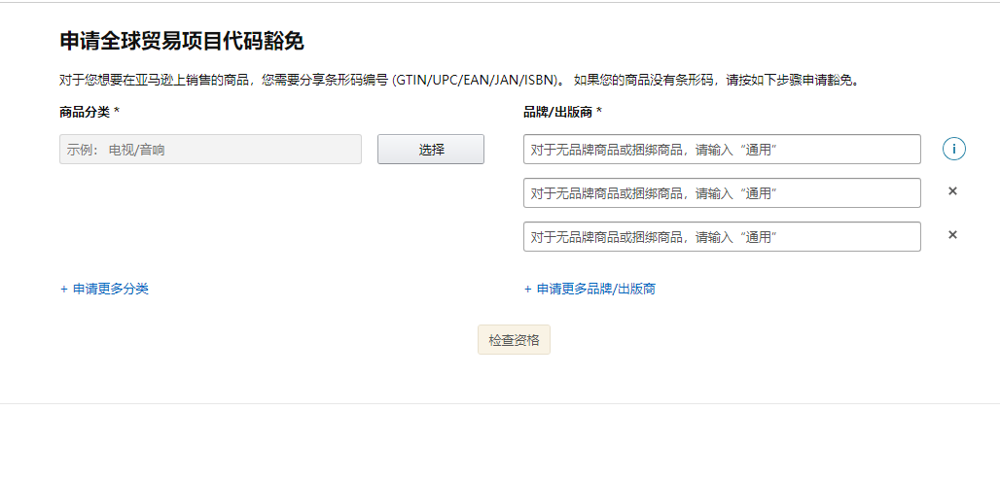 申请全球贸易项目代码豁免
对于您想要在亚马逊上销售的商品，您需要分享条形码编号 (GTIN/UPC/EAN/JAN/ISBN)。 如果您的商品没有条形码，请按如下步骤申请豁免。
商品分类 *
品牌/出版商 *
示例： 电视/音响
选择
对于无品牌商品或捆绑商品，请输入“通用”
i
对于无品牌商品或捆绑商品，请输入“通用”
×
对于无品牌商品或捆绑商品，请输入“通用”
×
+ 申请更多分类
+ 申请更多品牌/出版商
检查资格